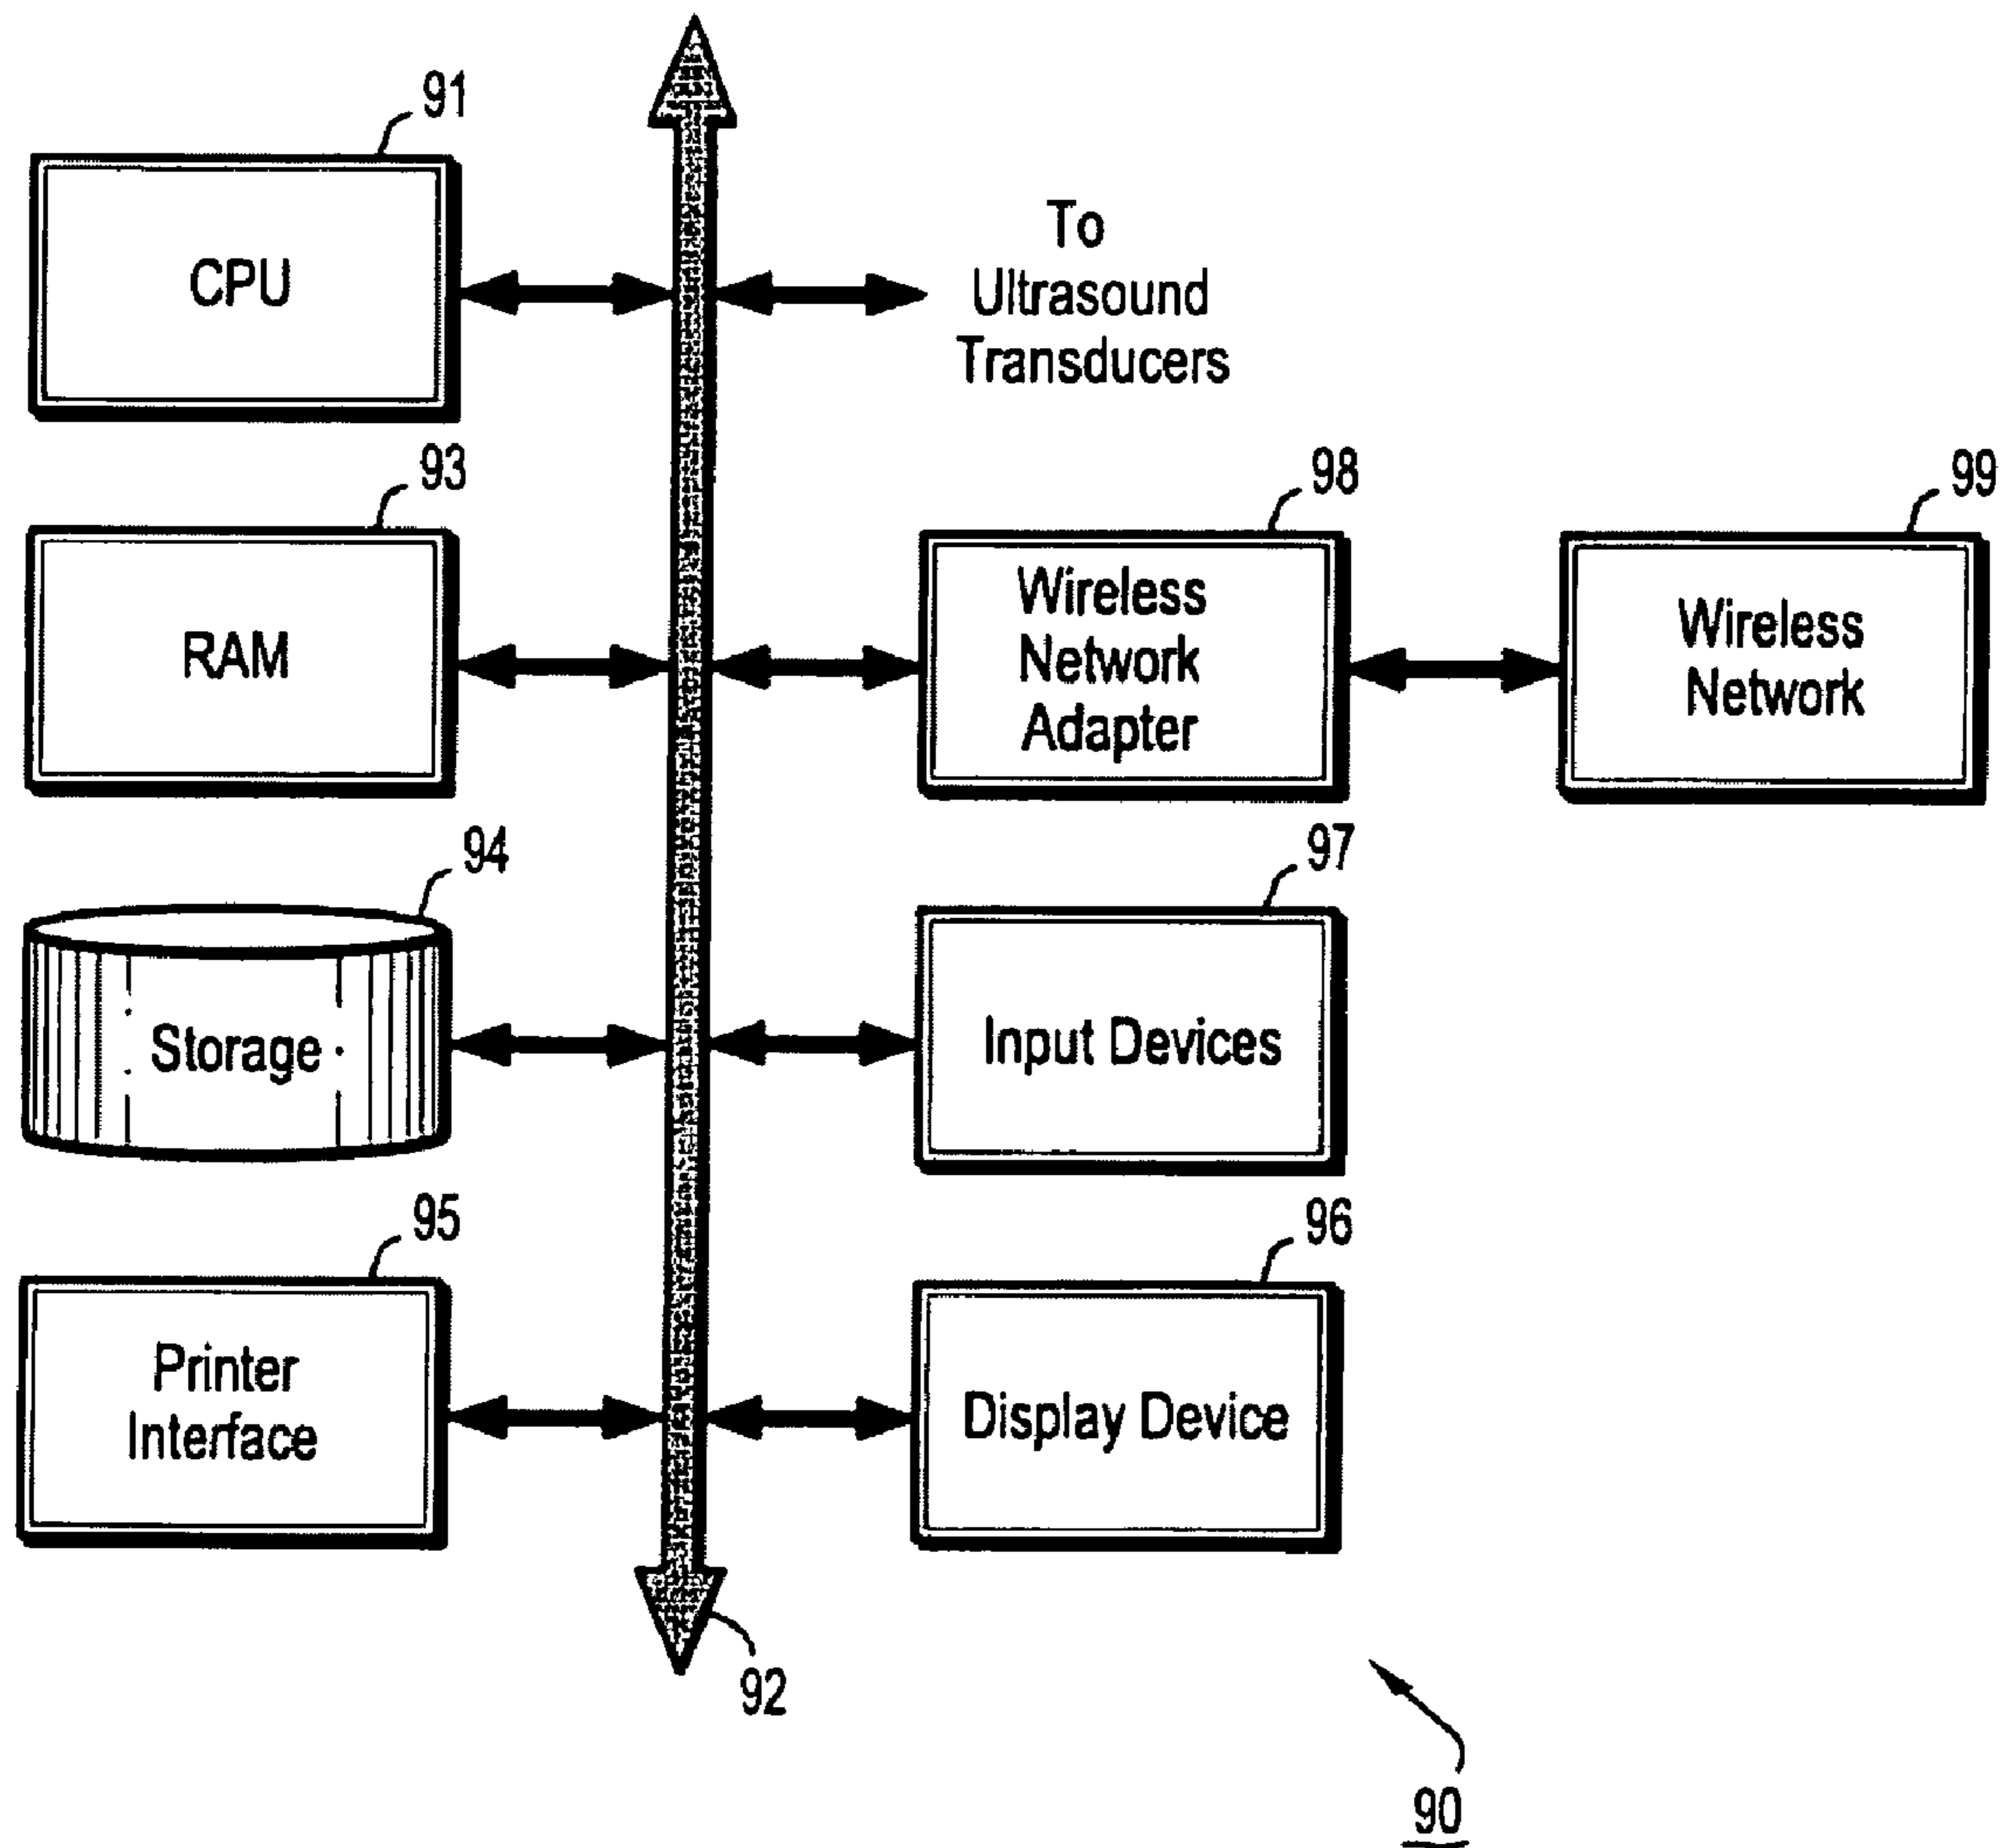 91
CPU
To
Ultrasound
Transducers
93
RAM
98
Wireless
Network
Adapter
99
Wireless
Network
94
Storage
97
Input Devices
95
Printer
Interface
96
Display Device
92
90